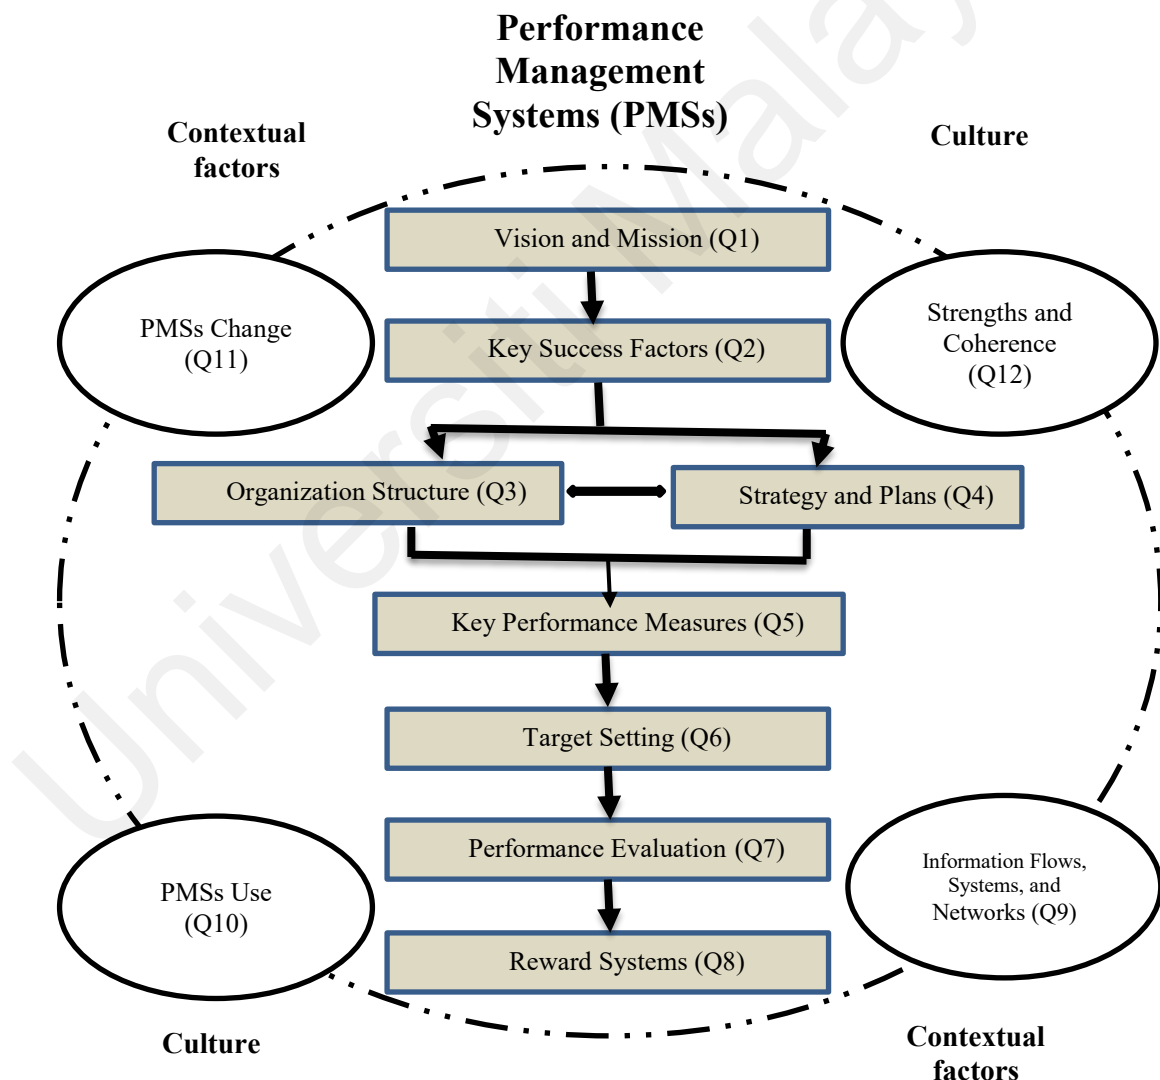 Performance
Management
Systems (PMSs)
Contextual
factors
Culture
Vision and Mission (Q1)
PMSs Change
(Q11)
Key Success Factors (Q2)
Strengths and
Coherence
(Q12)
Organization Structure (Q3)
Strategy and Plans (Q4)
Key Performance Measures (Q5)
Target Setting (Q6)
Performance Evaluation (Q7)
PMSs Use
(Q10)
Information Flows,
Systems, and
Networks (Q9)
Reward Systems (Q8)
Culture
Contextual
factors
Universiti Malay